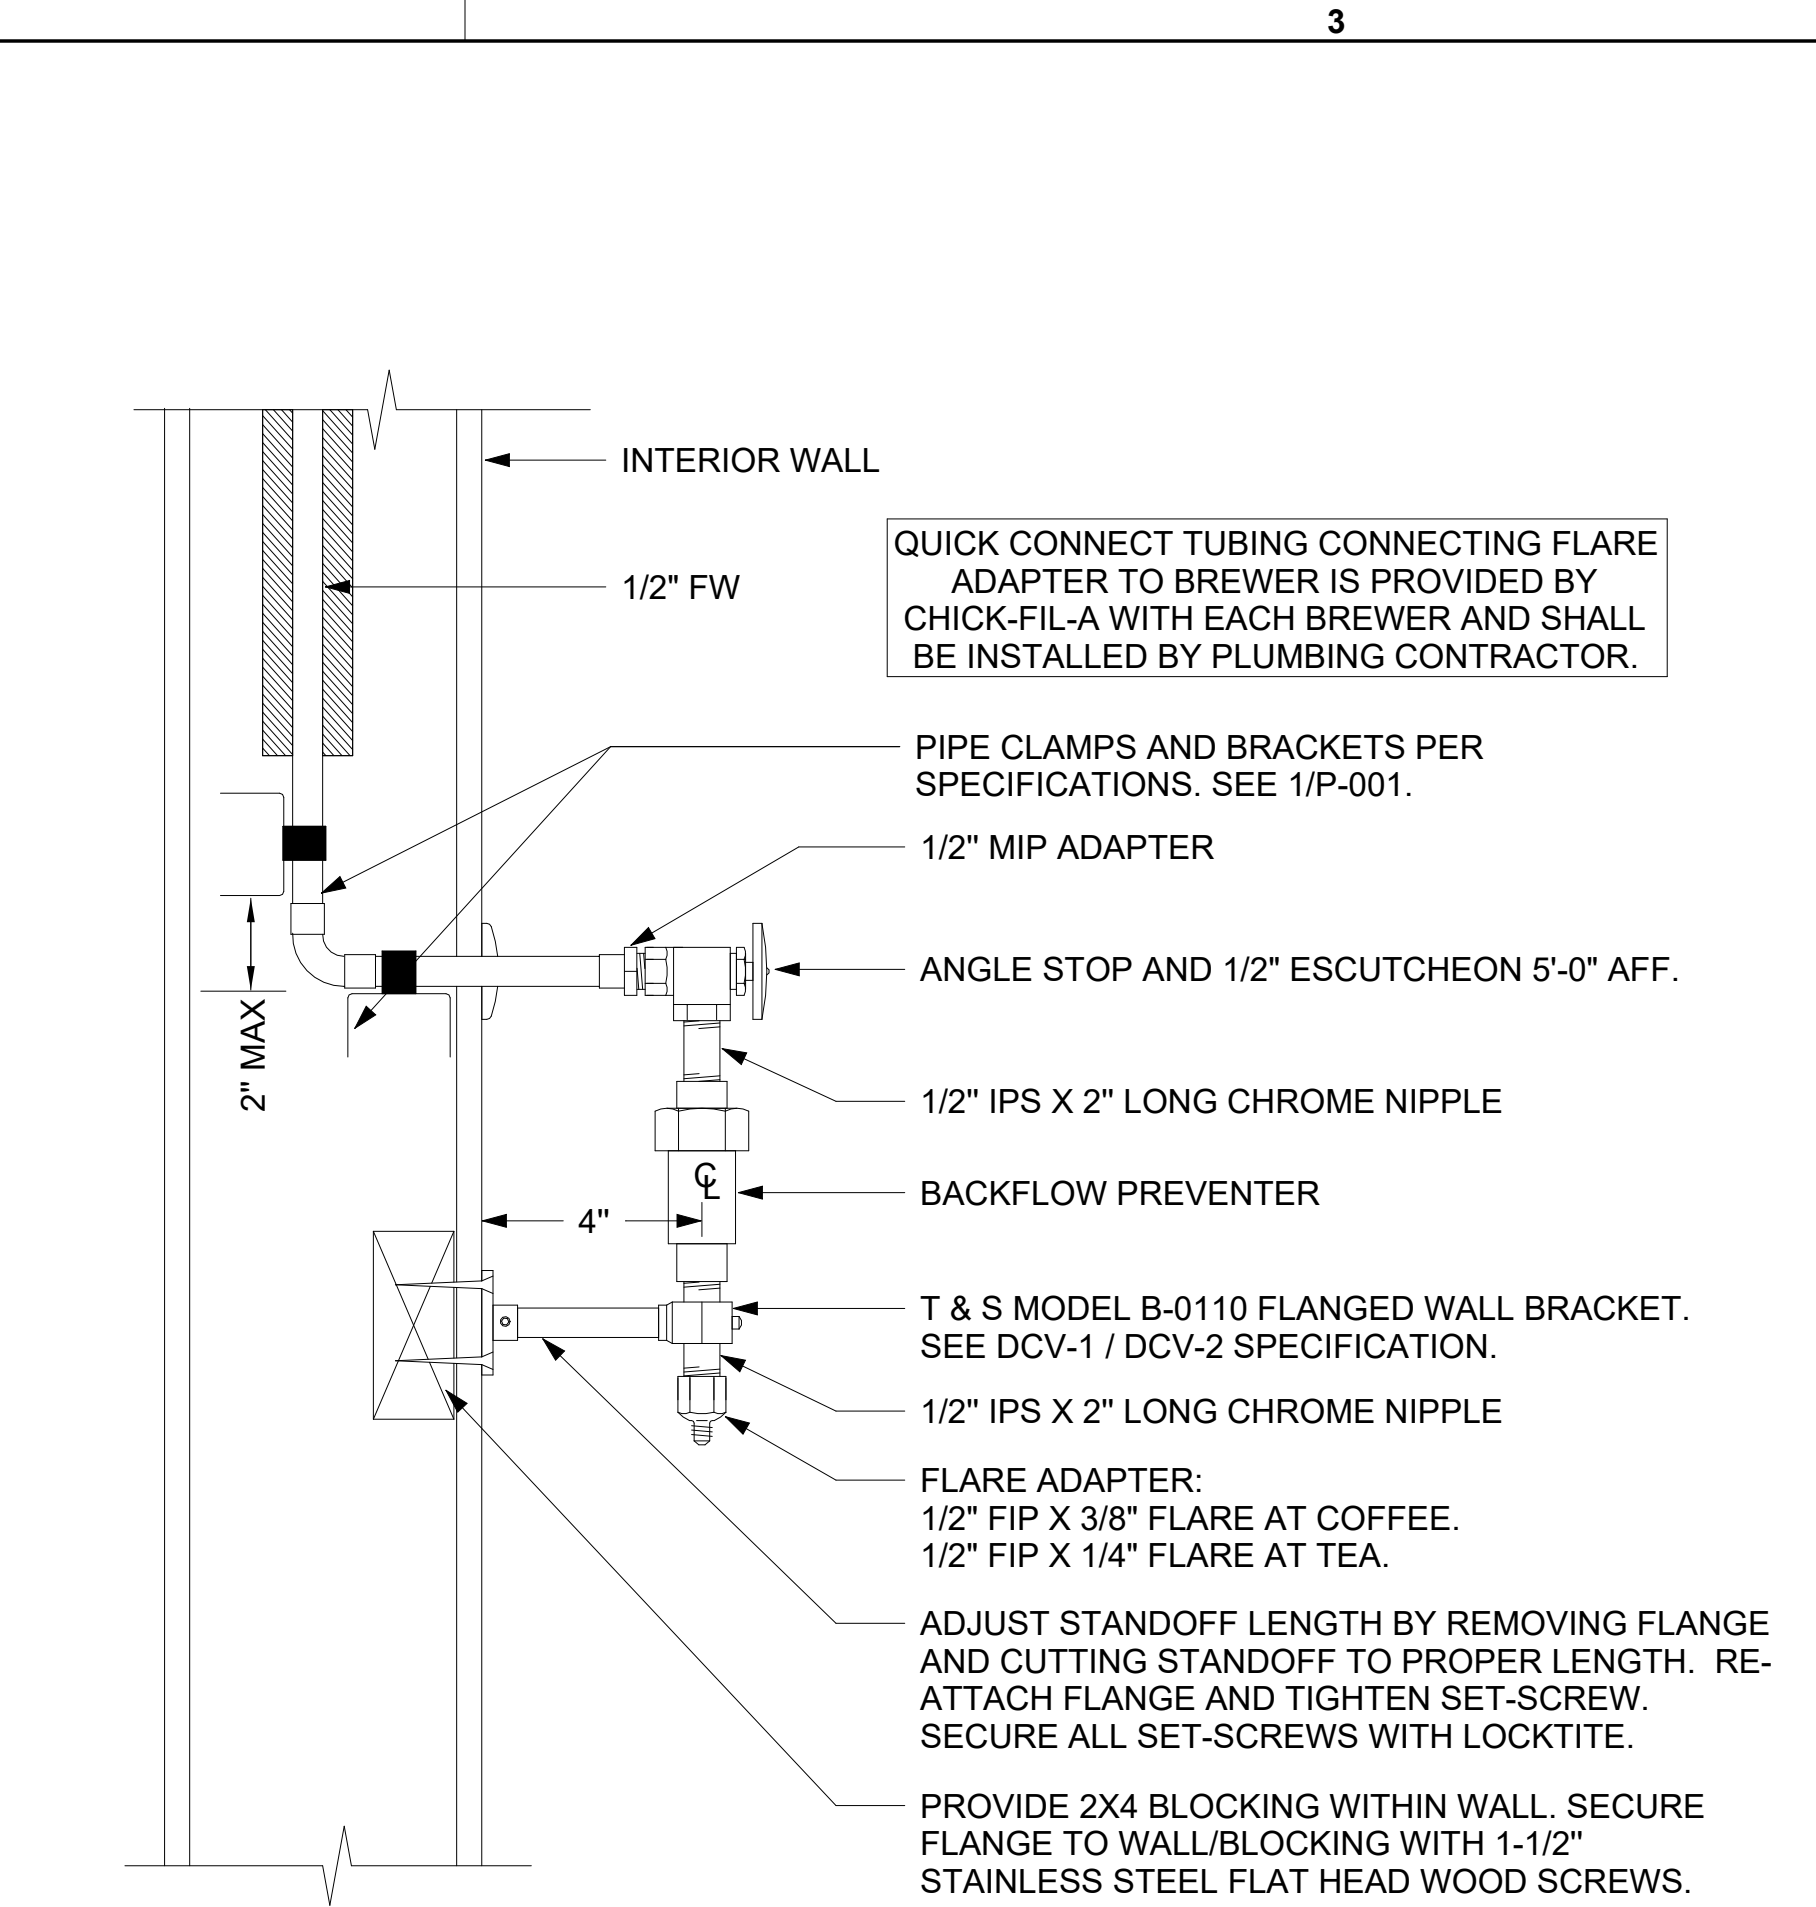 3
INTERIOR WALL
1/2" FW
QUICK CONNECT TUBING CONNECTING FLARE
ADAPTER TO BREWER IS PROVIDED BY
CHICK-FIL-A WITH EACH BREWER AND SHALL
BE INSTALLED BY PLUMBING CONTRACTOR.
PIPE CLAMPS AND BRACKETS PER
SPECIFICATIONS. SEE 1/P-001.
1/2" MIP ADAPTER
ANGLE STOP AND 1/2" ESCUTCHEON 5'-0" AFF.
2" MAX
1/2" IPS X 2" LONG CHROME NIPPLE
CL
BACKFLOW PREVENTER
4"
T & S MODEL B-0110 FLANGED WALL BRACKET.
SEE DCV-1 / DCV-2 SPECIFICATION.
1/2" IPS X 2" LONG CHROME NIPPLE
FLARE ADAPTER:
1/2" FIP X 3/8" FLARE AT COFFEE.
1/2" FIP X 1/4" FLARE AT TEA.
ADJUST STANDOFF LENGTH BY REMOVING FLANGE
AND CUTTING STANDOFF TO PROPER LENGTH.  RE-
ATTACH FLANGE AND TIGHTEN SET-SCREW.
SECURE ALL SET-SCREWS WITH LOCKTITE.
PROVIDE 2X4 BLOCKING WITHIN WALL. SECURE
FLANGE TO WALL/BLOCKING WITH 1-1/2"
STAINLESS STEEL FLAT HEAD WOOD SCREWS.